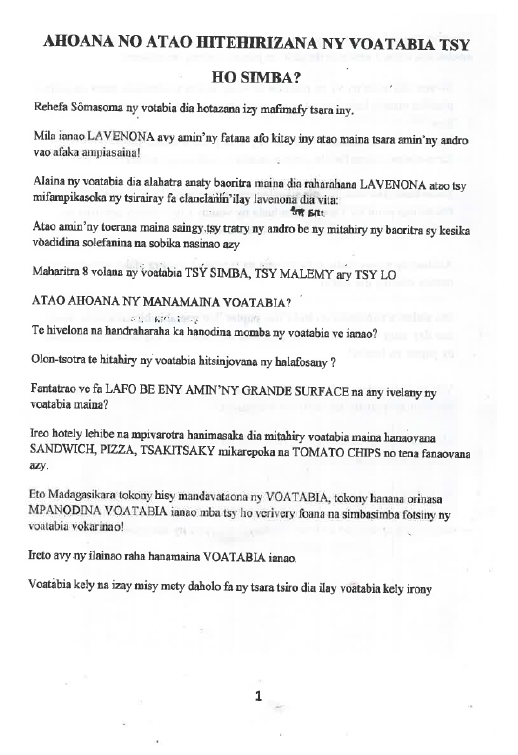 AHOANA NO ATAO HITEHIRIZANA NY VOATABIA TSY
HO SIMBA?
Rehefa Sômasoma ny votabia dia hotazana izy mafimafy tsara iny.
Mila ianao LAVENONA avy amin'ny fatana afo kitay iny atao maina tsara amin'ny andro
vao afaka ampiasaina!
Alaina ny voatabia dia alahatra anaty baoritra maina dia raharahana LAVENONA atao tsy
mifampikasoka ny tsirairay fa elanelanin'ilay lavenona dia vita:
Atao amin'ny toerana maina saingy tsy tratry ny andro be ny mitahiry ny baoritra sy kesika
voadidina solefanina na sobika nasinao azy
Maharitra 8 volana ny voatabia TSY SIMBA, TSY MALEMY ary TSY LO
ATAO AHOANA NY MANAMAINA VOATABIA?
Te hivelona na handraharaha ka hanodina momba ny voatabia ve ianao?
Olon-tsotra te hitahiry ny voatabia hitsinjovana ny halafosany ?
Fantatrao ve fa LAFO BE ENY AMIN'NY GRANDE SURFACE na any ivelany ny
voatabia maina?
Ireo hotely lehibe na mpivarotra hanimasaka dia mitahiry voatabia maina hanaovana
SANDWICH, PIZZA, TSAKITSAKY mikarepoka na TOMATO CHIPS no tena fanaovana
azy.
Eto Madagasikara tokony hisy mandavataona ny VOATABIA, tokony hanana orinasa
MPANODINA VOATABIA ianao mba tsy ho verivery foana na simbasimba fotsiny ny
voatabia vokarinao!
Ireto avy ny ilainao raha hanamaina VOATABIA ianao.
Voatabia kely na izay misy mety daholo fa ny tsara tsiro dia ilay voatabia kely irony
1